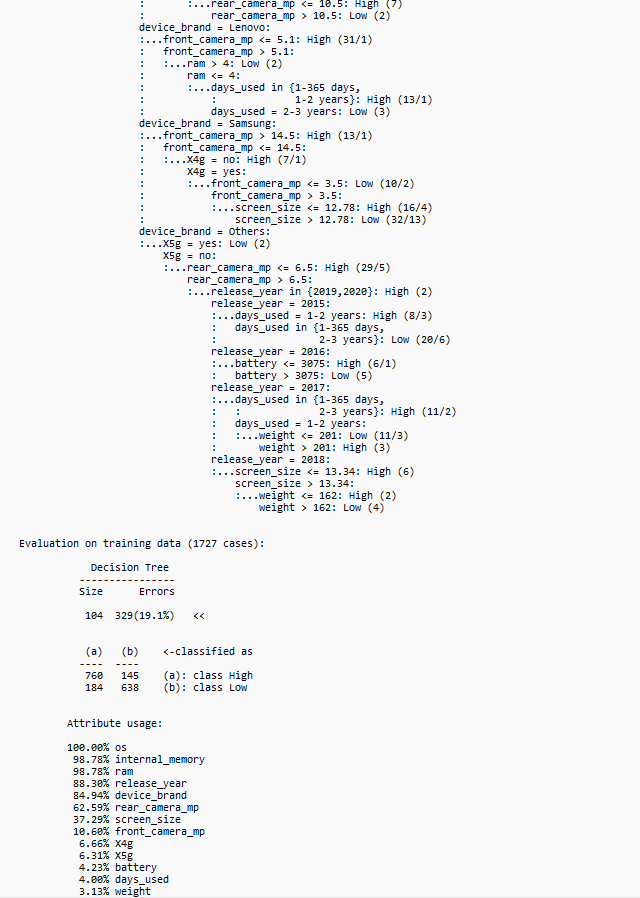 :       :...rear_camera_mp <= 10.5: High (7)
:           rear_camera_mp > 10.5: Low (2)
device_brand = Lenovo:
:...front_camera_mp <= 5.1: High (31/1)
:   front_camera_mp > 5.1:
:   :...ram > 4: Low (2)
:       ram <= 4:
:       :...days_used in {1-365 days,
:           :             1-2 years}: High (13/1)
:           days_used = 2-3 years: Low (3)
device_brand = Samsung:
:...front_camera_mp > 14.5: High (13/1)
:   front_camera_mp <= 14.5:
:   :...X4g = no: High (7/1)
:       X4g = yes:
:       :...front_camera_mp <= 3.5: Low (10/2)
:           front_camera_mp > 3.5:
:           :...screen_size <= 12.78: High (16/4)
:               screen_size > 12.78: Low (32/13)
device_brand = Others:
:...X5g = yes: Low (2)
    X5g = no:
    :...rear_camera_mp <= 6.5: High (29/5)
        rear_camera_mp > 6.5:
        :...release_year in {2019,2020}: High (2)
            release_year = 2015:
            :...days_used = 1-2 years: High (8/3)
            :   days_used in {1-365 days,
            :                 2-3 years}: Low (20/6)
            release_year = 2016:
            :...battery <= 3075: High (6/1)
            :   battery > 3075: Low (5)
            release_year = 2017:
            :...days_used in {1-365 days,
            :   :             2-3 years}: High (11/2)
            :   days_used = 1-2 years:
            :   :...weight <= 201: Low (11/3)
            :       weight > 201: High (3)
            release_year = 2018:
            :...screen_size <= 13.34: High (6)
                screen_size > 13.34:
                :...weight <= 162: High (2)
                    weight > 162: Low (4)
Evaluation on training data (1727 cases):
Decision Tree
----------------
Size      Errors
104  329(19.1%)   <<
(a)   (b)    <-classified as
----  ----
760   145    (a): class High
184   638    (b): class Low
Attribute usage:
100.00% os
98.78% internal_memory
98.78% ram
88.30% release_year
84.94% device_brand
62.59% rear_camera_mp
37.29% screen_size
10.60% front_camera_mp
6.66% X4g
6.31% X5g
4.23% battery
4.00% days_used
3.13% weight